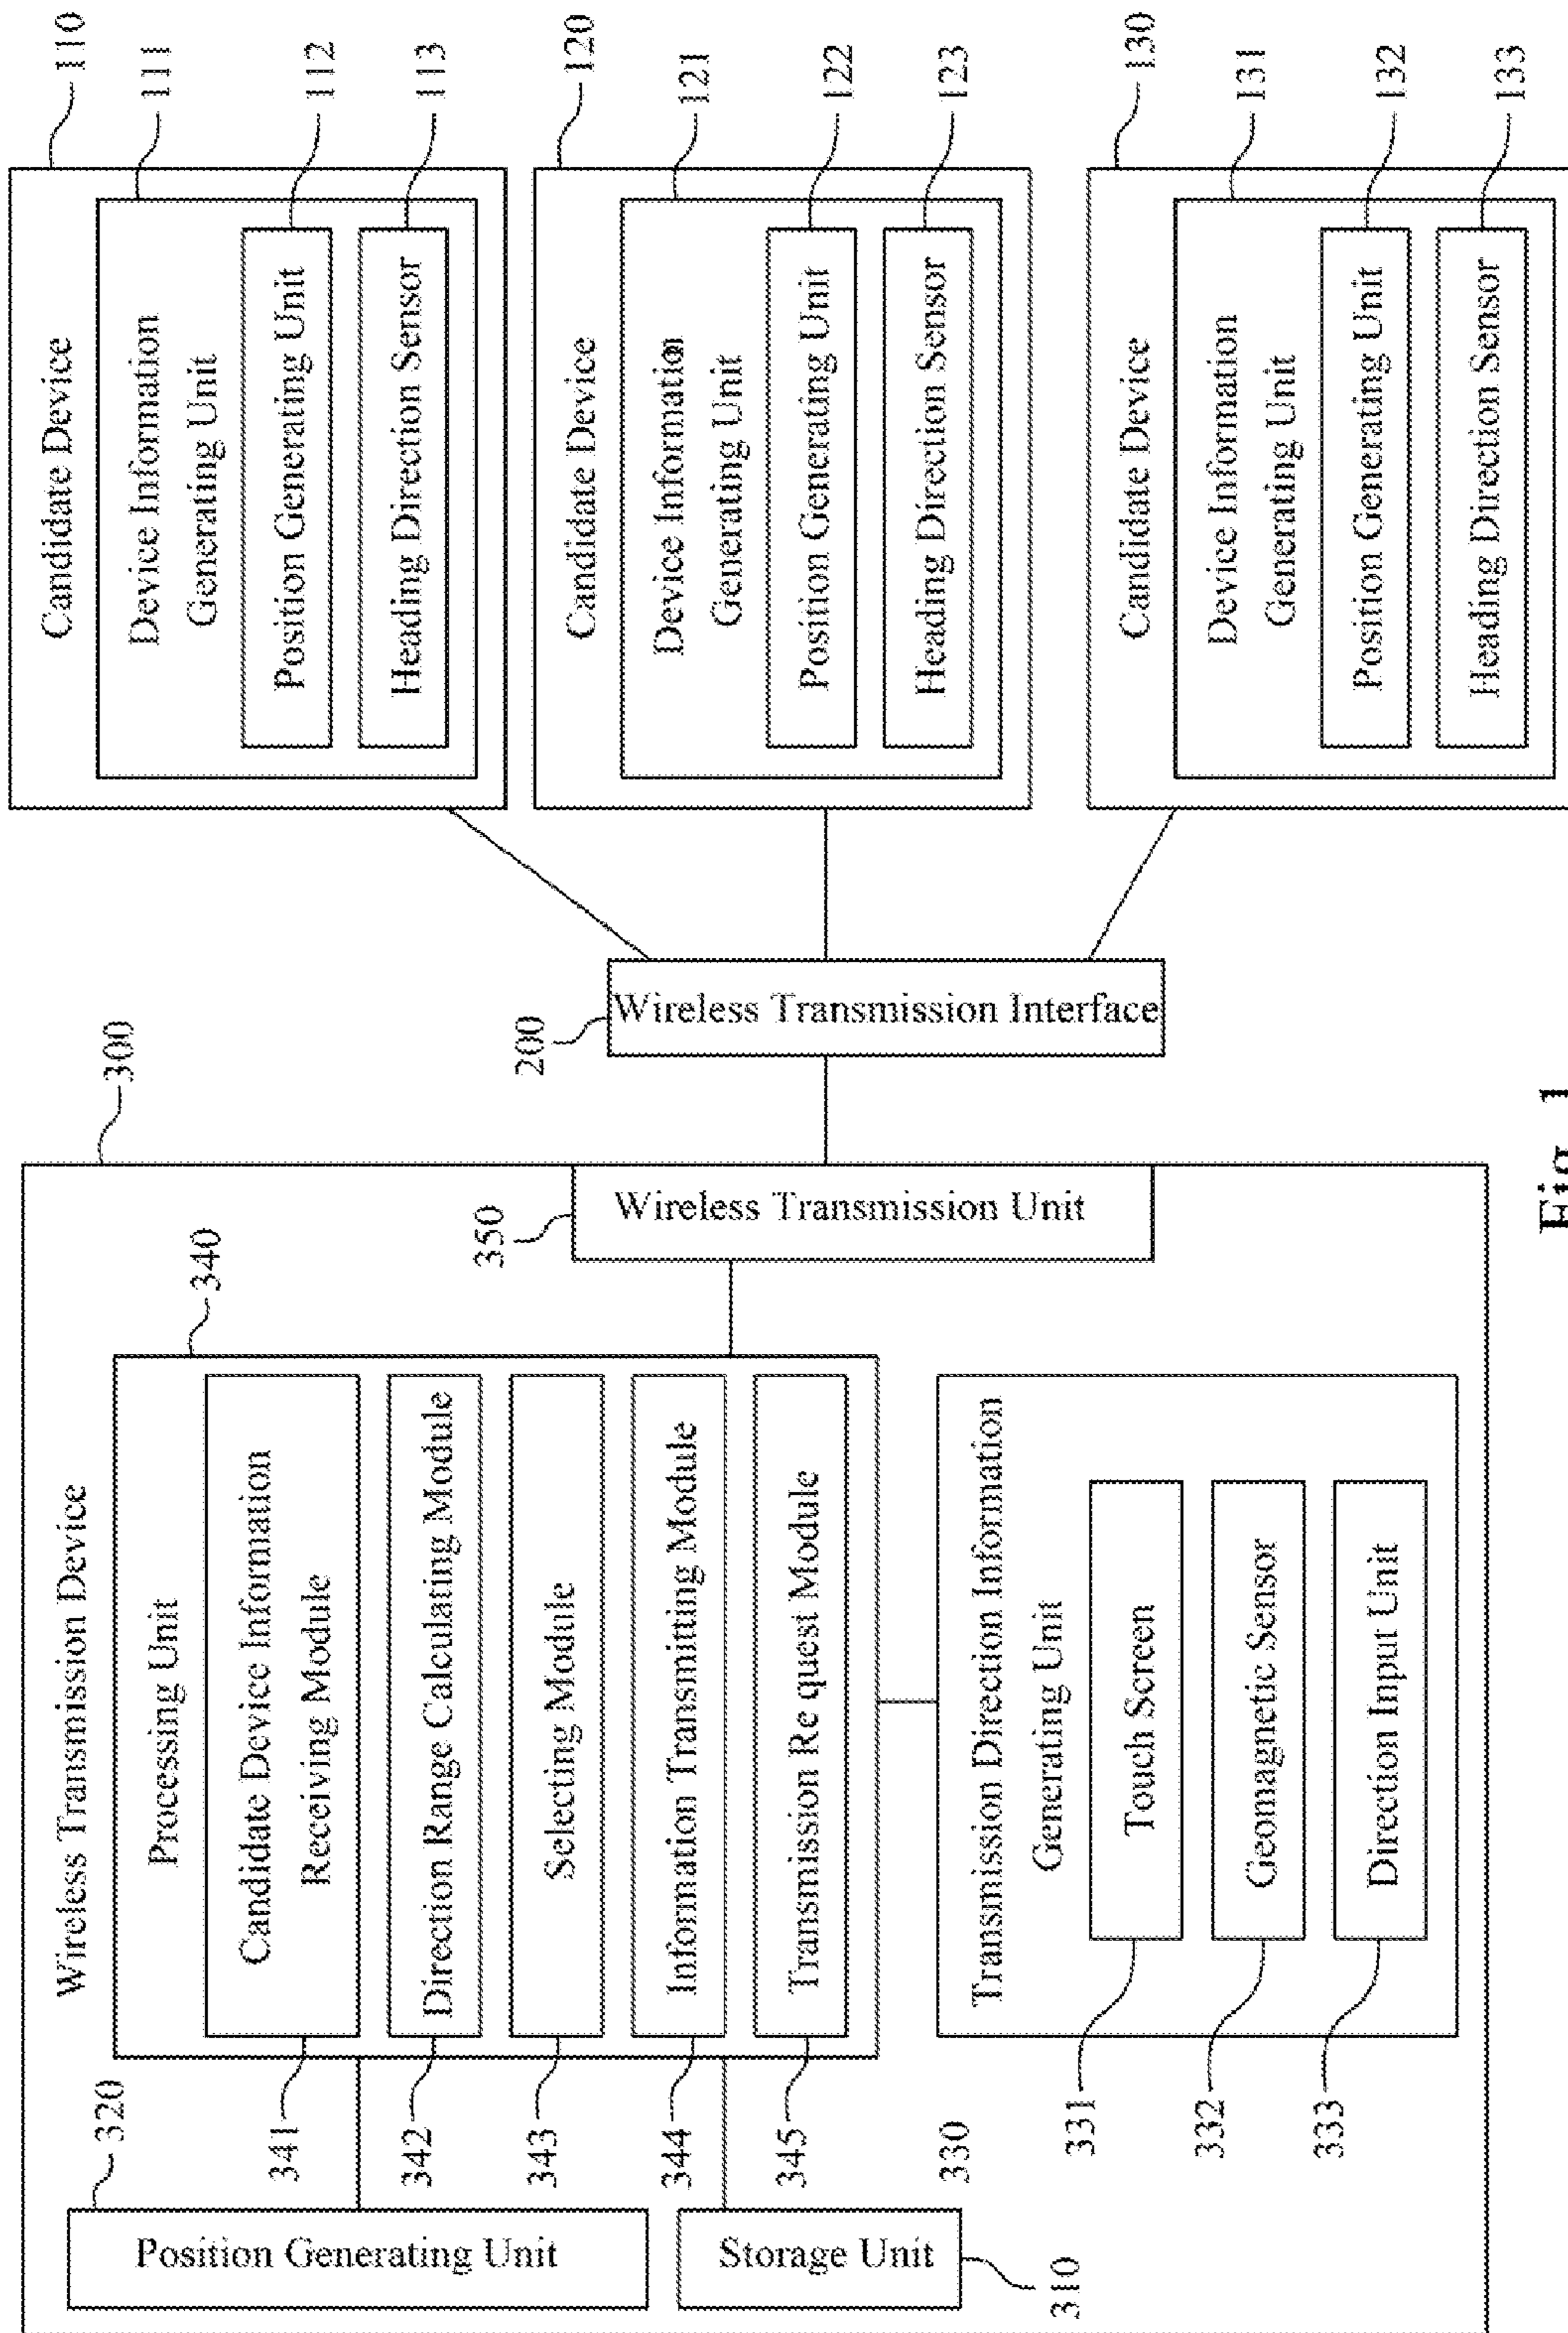 Wireless Transmission Device
300
Position Generating Unit
320
Storage Unit
310
Processing Unit
340
Candidate Device Information
Receiving Module
341
Direction Range Calculating Module
342
Selecting Module
343
Information Transmitting Module
344
Transmission Re quest Module
345
330
Transmission Direction Information
Generating Unit
Touch Screen
331
Geomagnetic Sensor
332
Direction Input Unit
333
Wireless Transmission Unit
350
Wireless Transmission Interface
200
Candidate Device
110
Device Information
Generating Unit
111
Position Generating Unit
112
Heading Direction Sensor
113
Candidate Device
120
Device Information
Generating Unit
121
Position Generating Unit
122
Heading Direction Sensor
123
Candidate Device
130
Device Information
Generating Unit
131
Position Generating Unit
132
Heading Direction Sensor
133
Fig. 1